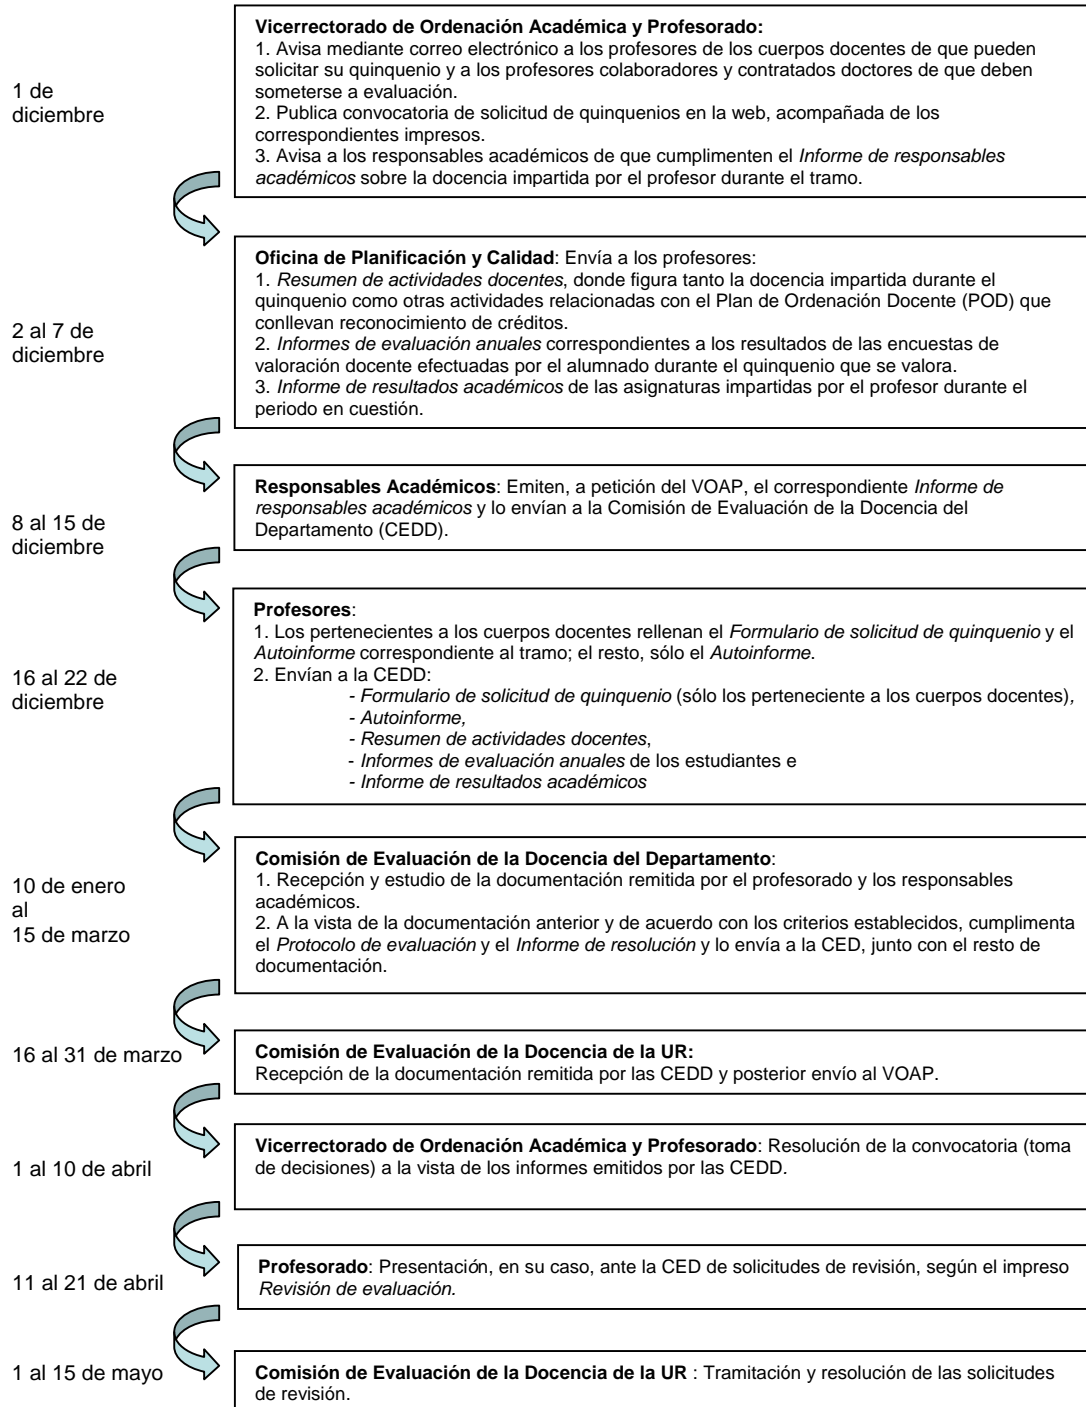 1 de
diciembre
Vicerrectorado de Ordenación Académica y Profesorado:
1. Avisa mediante correo electrónico a los profesores de los cuerpos docentes de que pueden
solicitar su quinquenio y a los profesores colaboradores y contratados doctores de que deben
someterse a evaluación.
2. Publica convocatoria de solicitud de quinquenios en la web, acompañada de los
correspondientes impresos.
3. Avisa a los responsables académicos de que cumplimenten el Informe de responsables
académicos sobre la docencia impartida por el profesor durante el tramo.
2 al 7 de
diciembre
Oficina de Planificación y Calidad: Envía a los profesores:
1. Resumen de actividades docentes, donde figura tanto la docencia impartida durante el
quinquenio como otras actividades relacionadas con el Plan de Ordenación Docente (POD) que
conllevan reconocimiento de créditos.
2. Informes de evaluación anuales correspondientes a los resultados de las encuestas de
valoración docente efectuadas por el alumnado durante el quinquenio que se valora.
3. Informe de resultados académicos de las asignaturas impartidas por el profesor durante el
periodo en cuestión.
8 al 15 de
diciembre
Responsables Académicos: Emiten, a petición del VOAP, el correspondiente Informe de
responsables académicos y lo envían a la Comisión de Evaluación de la Docencia del
Departamento (CEDD).
16 al 22 de
diciembre
Profesores:
1. Los pertenecientes a los cuerpos docentes rellenan el Formulario de solicitud de quinquenio y el
Autoinforme correspondiente al tramo; el resto, sólo el Autoinforme.
2. Envían a la CEDD:
- Formulario de solicitud de quinquenio (sólo los perteneciente a los cuerpos docentes),
- Autoinforme,
- Resumen de actividades docentes,
- Informes de evaluación anuales de los estudiantes e
- Informe de resultados académicos
10 de enero
al
15 de marzo
Comisión de Evaluación de la Docencia del Departamento:
1. Recepción y estudio de la documentación remitida por el profesorado y los responsables
académicos.
2. A la vista de la documentación anterior y de acuerdo con los criterios establecidos, cumplimenta
el Protocolo de evaluación y el Informe de resolución y lo envía a la CED, junto con el resto de
documentación.
16 al 31 de marzo
Comisión de Evaluación de la Docencia de la UR:
Recepción de la documentación remitida por las CEDD y posterior envío al VOAP.
1 al 10 de abril
Vicerrectorado de Ordenación Académica y Profesorado: Resolución de la convocatoria (toma
de decisiones) a la vista de los informes emitidos por las CEDD.
11 al 21 de abril
Profesorado: Presentación, en su caso, ante la CED de solicitudes de revisión, según el impreso
Revisión de evaluación.
1 al 15 de mayo
Comisión de Evaluación de la Docencia de la UR : Tramitación y resolución de las solicitudes
de revisión.